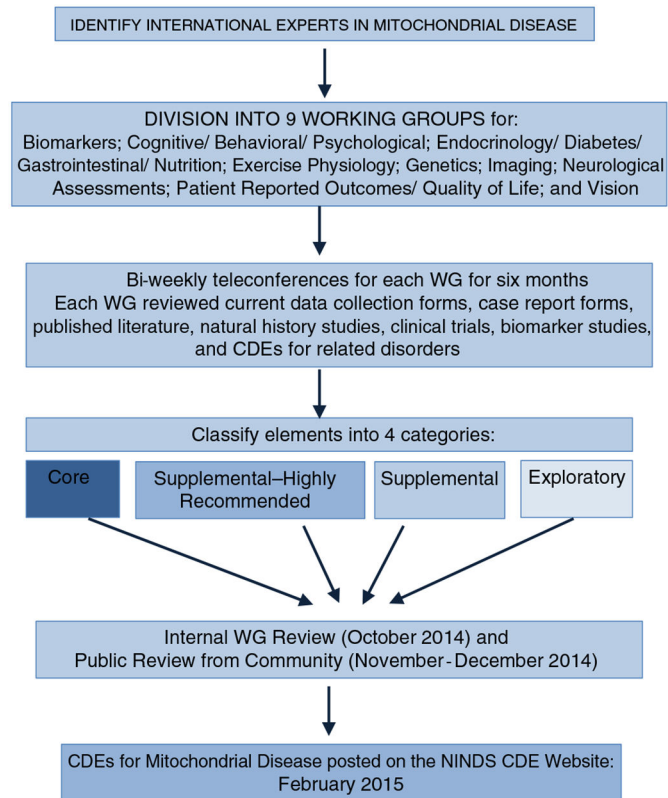 IDENTIFY INTERNATIONAL EXPERTS IN MITOCHONDRIAL DISEASE
DIVISION INTO 9 WORKING GROUPS for:
Biomarkers; Cognitive/ Behavioral/ Psychological; Endocrinology/ Diabetes/
Gastrointestinal/ Nutrition; Exercise Physiology; Genetics; Imaging; Neurological
Assessments; Patient Reported Outcomes/ Quality of Life; and Vision
Bi-weekly teleconferences for each WG for six months
Each WG reviewed current data collection forms, case report forms,
published literature, natural history studies, clinical trials, biomarker studies,
and CDEs for related disorders
Classify elements into 4 categories:
Core
Supplemental–Highly
Recommended
Supplemental
Exploratory
Internal WG Review (October 2014) and
Public Review from Community (November-December 2014)
CDEs for Mitochondrial Disease posted on the NINDS CDE Website:
February 2015